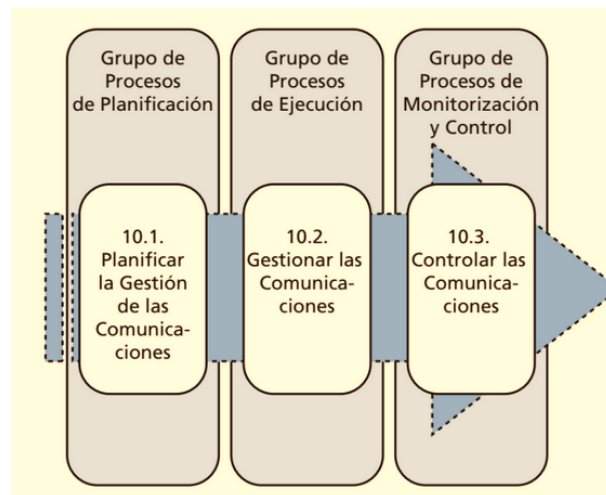 Grupo de
Procesos
de Planificación
Grupo de
Procesos
de Ejecución
Grupo de
Procesos de
Monitorización
y Control
10.1.
Planificar
la Gestión
de las
Comunica-
ciones
10.2.
Gestionar las
Comunica-
ciones
10.3.
Controlar las
Comunica-
ciones